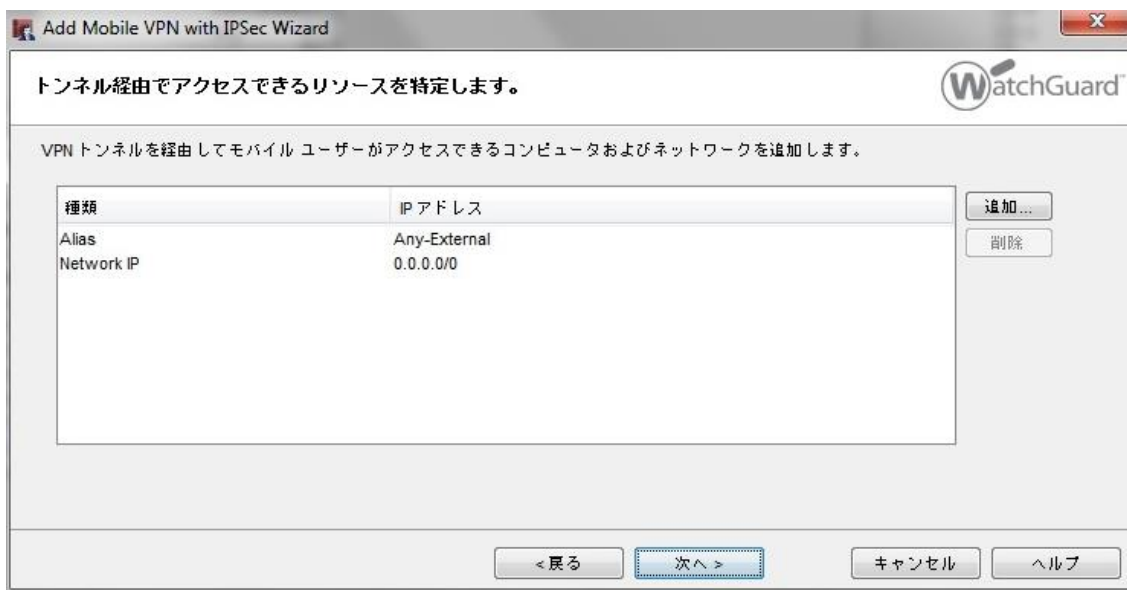 Add Mobile VPN with IPSec Wizard
トンネル経由でアクセスできるリソースを特定します。
WatchGuard
VPN トンネルを経由してモバイル ユーザーがアクセスできるコンピュータおよびネットワークを追加します。
種類 IP アドレス
追加...
Alias Any-External
削除
Network IP 0.0.0.0/0
<戻る 次へ > キャンセル ヘルプ